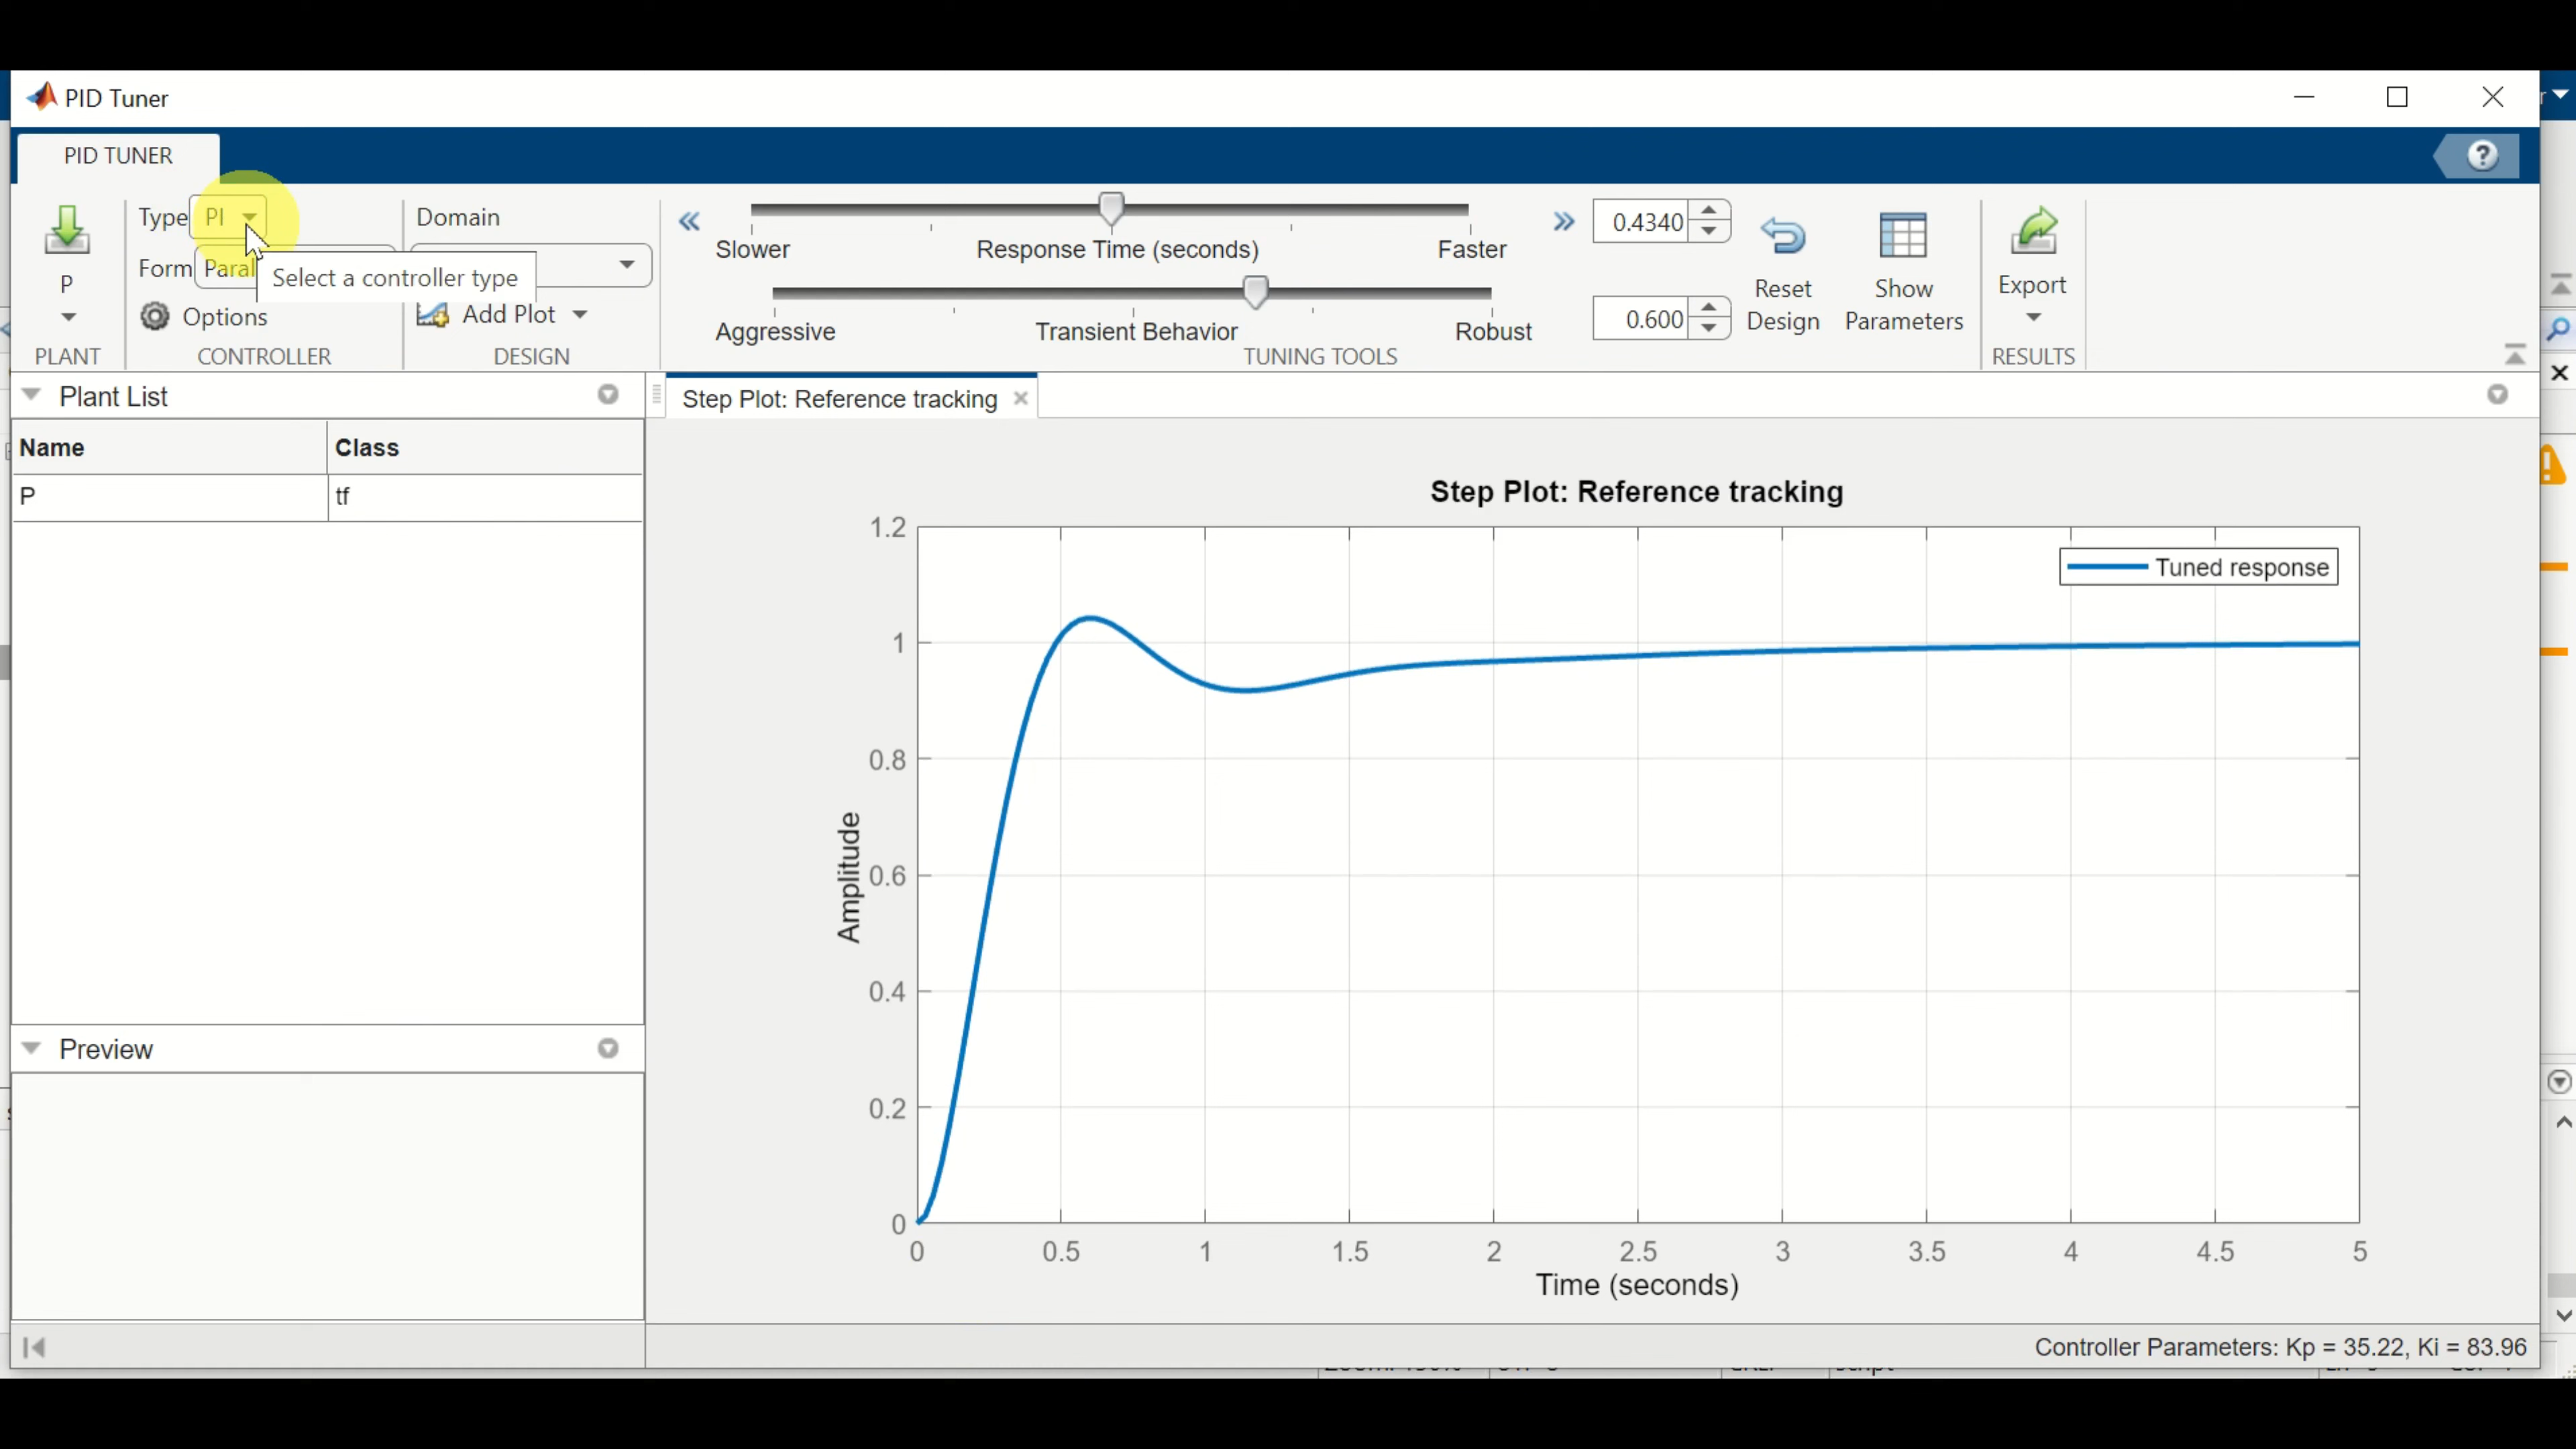 PID Tuner
PID TUNER
Type PI
Form Paral
Select a controller type
Options
P
PLANT
CONTROLLER
Domain
Add Plot
DESIGN
Slower
Response Time (seconds)
Faster
0.4340
Aggressive
Transient Behavior
Robust
0.600
TUNING TOOLS
Reset
Design
Show
Parameters
Export
RESULTS
Plant List
Name Class
P tf
Preview
Step Plot: Reference tracking
Step Plot: Reference tracking
Tuned response
Amplitude
1.2
1
0.8
0.6
0.4
0.2
0
0 0.5 1 1.5 2 2.5 3 3.5 4 4.5 5
Time (seconds)
Controller Parameters: Kp = 35.22, Ki = 83.96